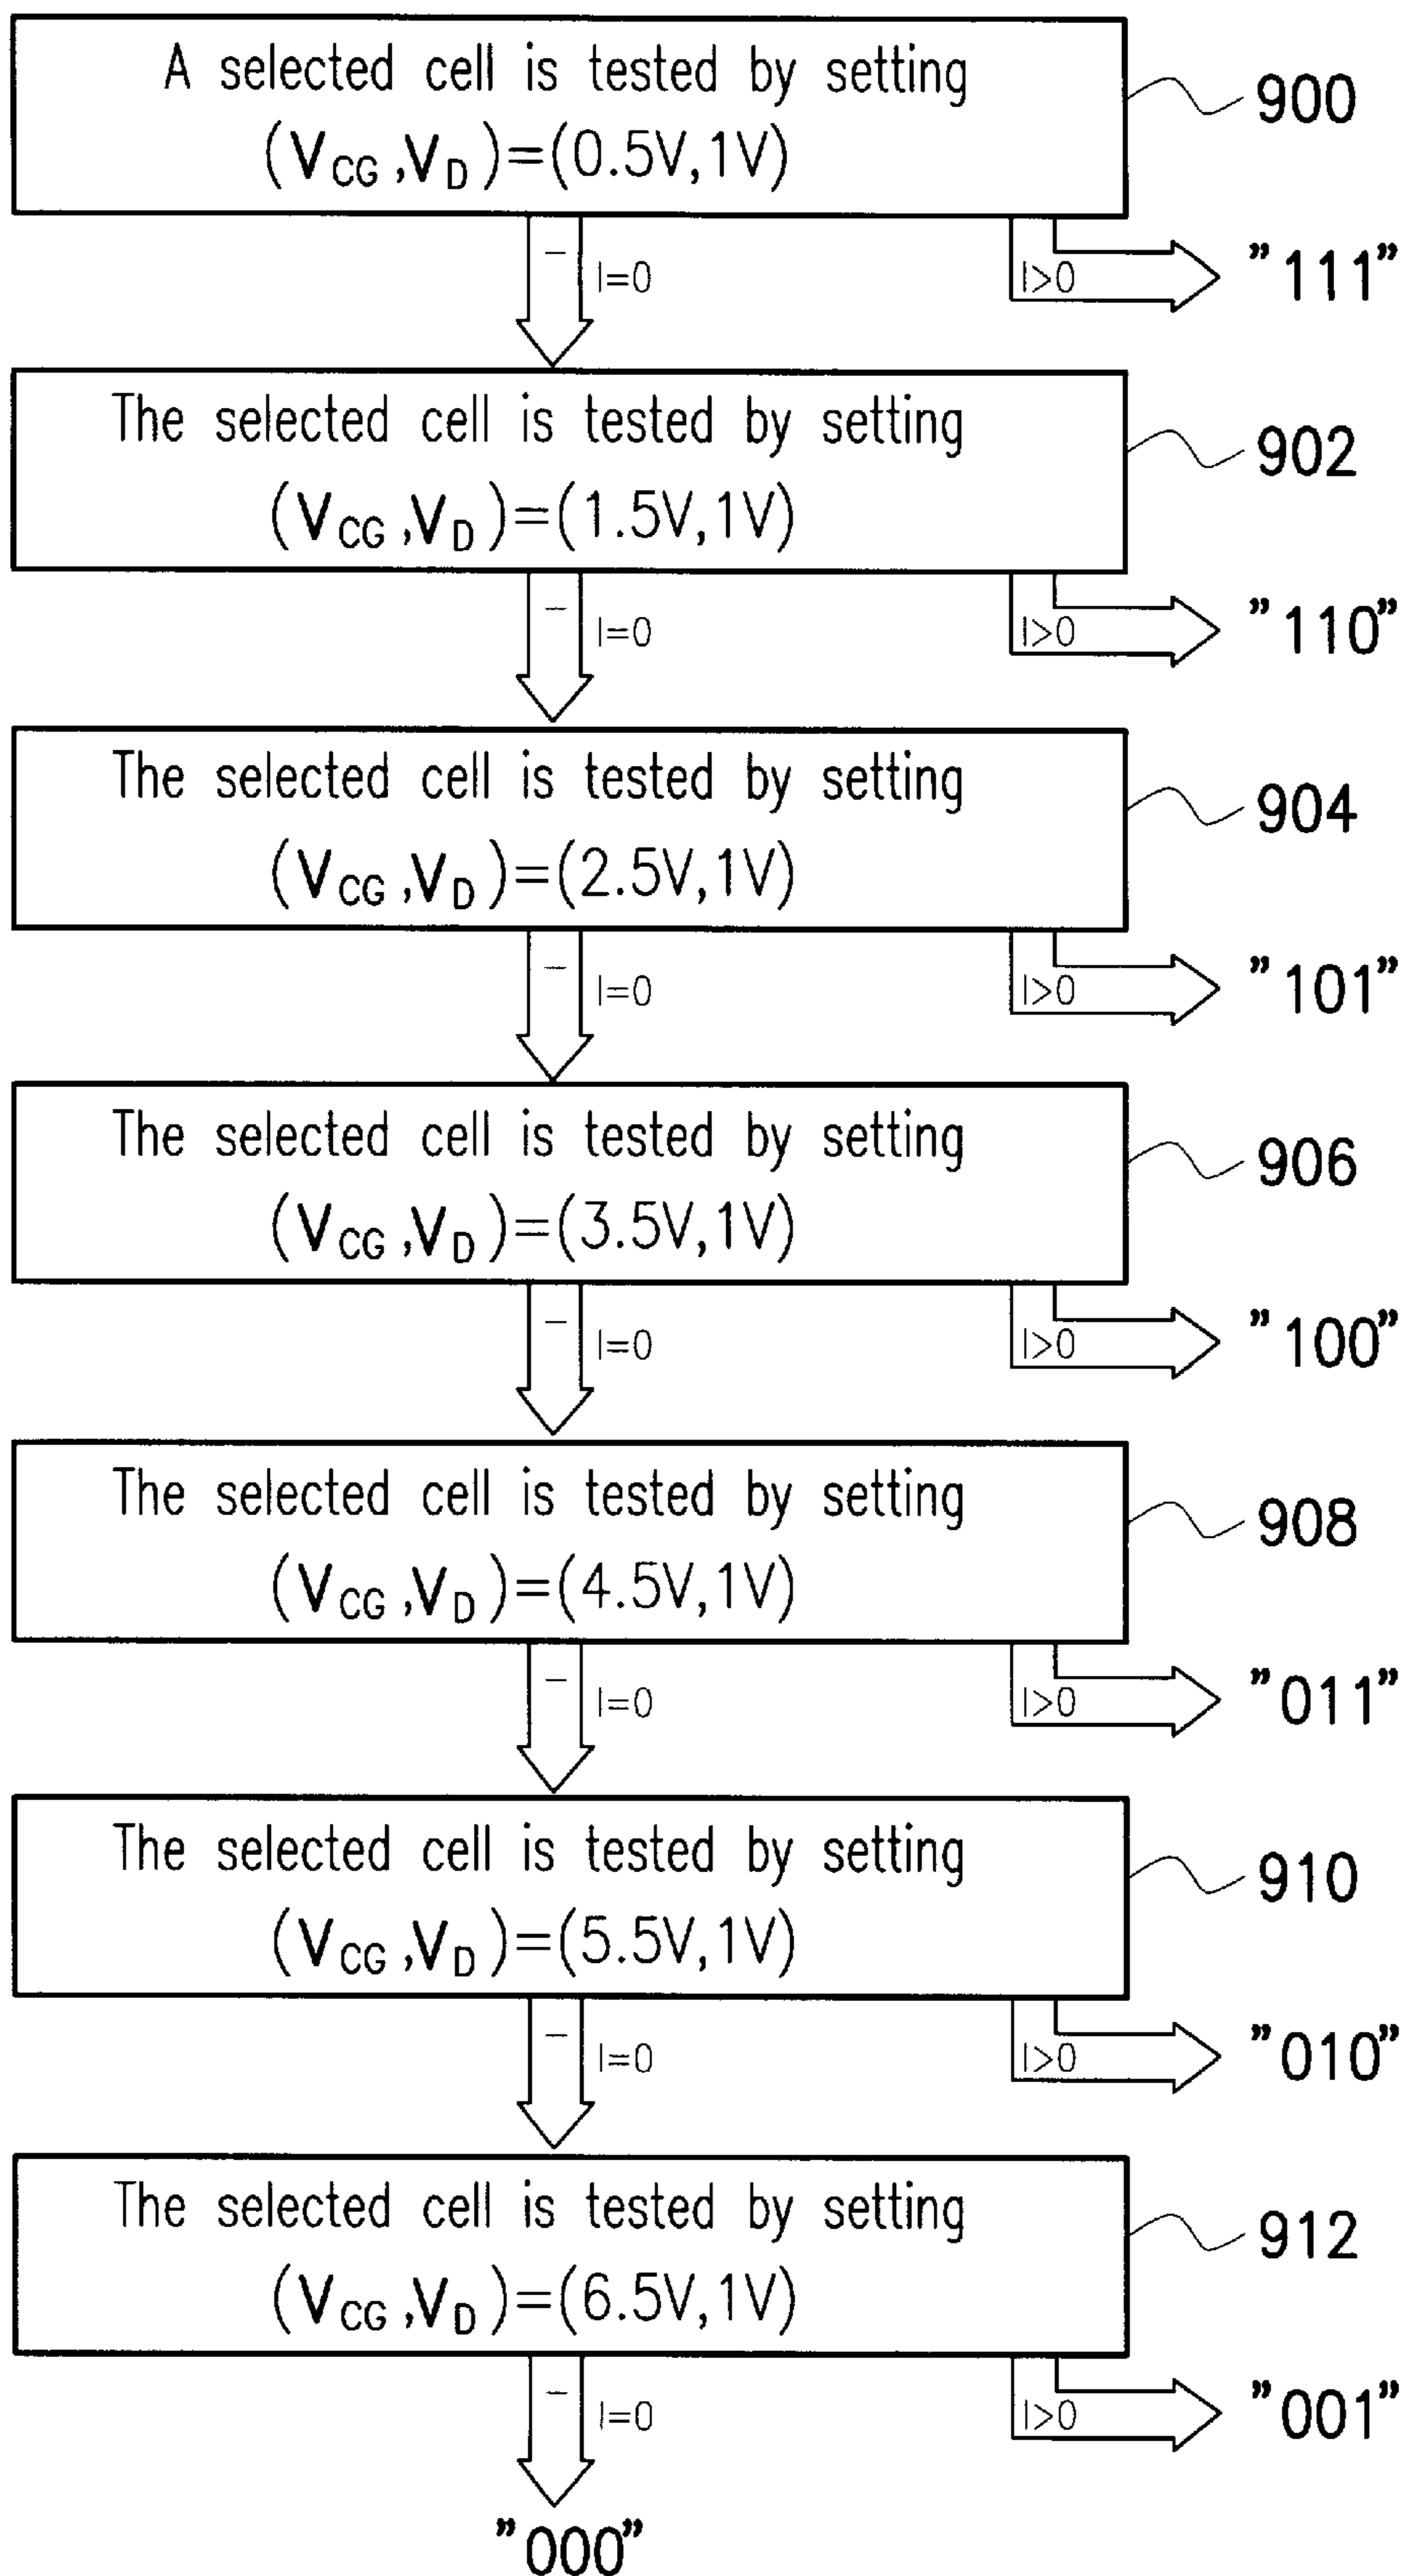 A selected cell is tested by setting
(VCG ,VD )=(0.5V,1V)
900
I=0
I>0
"111"
The selected cell is tested by setting
(VCG ,VD )=(1.5V,1V)
902
I=0
I>0
"110"
The selected cell is tested by setting
(VCG ,VD )=(2.5V,1V)
904
I=0
I>0
"101"
The selected cell is tested by setting
(VCG ,VD )=(3.5V,1V)
906
I=0
I>0
"100"
The selected cell is tested by setting
(VCG ,VD )=(4.5V,1V)
908
I=0
I>0
"011"
The selected cell is tested by setting
(VCG ,VD )=(5.5V,1V)
910
I=0
I>0
"010"
The selected cell is tested by setting
(VCG ,VD )=(6.5V,1V)
912
I=0
I>0
"001"
"000"